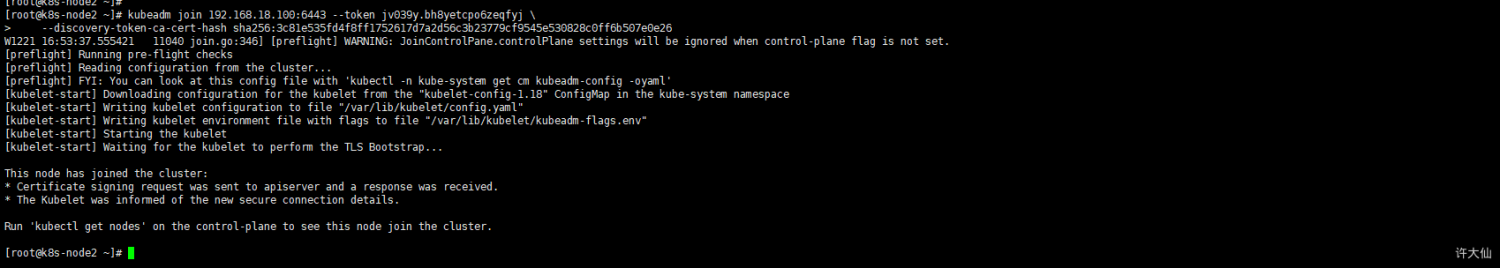 [root@k8s-node2 ~]#
[root@k8s-node2 ~]# kubeadm join 192.168.18.100:6443 --token jv039y.bh8yetcpo6zeqfyj \
>     --discovery-token-ca-cert-hash sha256:3c81e535fd4f8ff1752617d7a2d56c3b23779cf9545e530828c0ff6b507e0e26
W1221 16:53:37.555421   11040 join.go:346] [preflight] WARNING: JoinControlPane.controlPlane settings will be ignored when control-plane flag is not set.
[preflight] Running pre-flight checks
[preflight] Reading configuration from the cluster...
[preflight] FYI: You can look at this config file with 'kubectl -n kube-system get cm kubeadm-config -oyaml'
[kubelet-start] Downloading configuration for the kubelet from the "kubelet-config-1.18" ConfigMap in the kube-system namespace
[kubelet-start] Writing kubelet configuration to file "/var/lib/kubelet/config.yaml"
[kubelet-start] Writing kubelet environment file with flags to file "/var/lib/kubelet/kubeadm-flags.env"
[kubelet-start] Starting the kubelet
[kubelet-start] Waiting for the kubelet to perform the TLS Bootstrap...
This node has joined the cluster:
* Certificate signing request was sent to apiserver and a response was received.
* The Kubelet was informed of the new secure connection details.
Run 'kubectl get nodes' on the control-plane to see this node join the cluster.
[root@k8s-node2 ~]#
许大仙